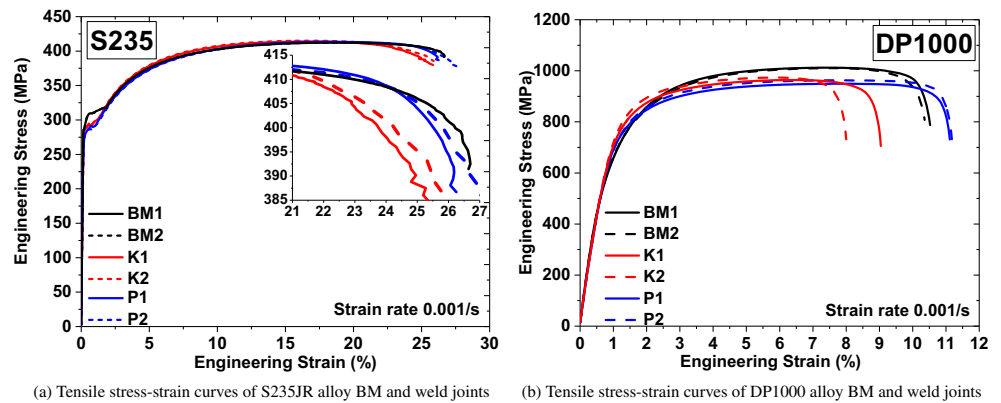 S235
Engineering Stress (MPa)
450
400
350
300
250
200
150
100
50
0
415
410
405
400
395
390
385
21 22 23 24 25 26 27
BM1
BM2
K1
K2
P1
P2
Strain rate 0.001/s
0 5 10 15 20 25 30
Engineering Strain (%)
(a) Tensile stress-strain curves of S235JR alloy BM and weld joints
DP1000
Engineering Stress (MPa)
1200
1000
800
600
400
200
0
BM1
BM2
K1
K2
P1
P2
Strain rate 0.001/s
0 1 2 3 4 5 6 7 8 9 10 11 12
Engineering Strain (%)
(b) Tensile stress-strain curves of DP1000 alloy BM and weld joints